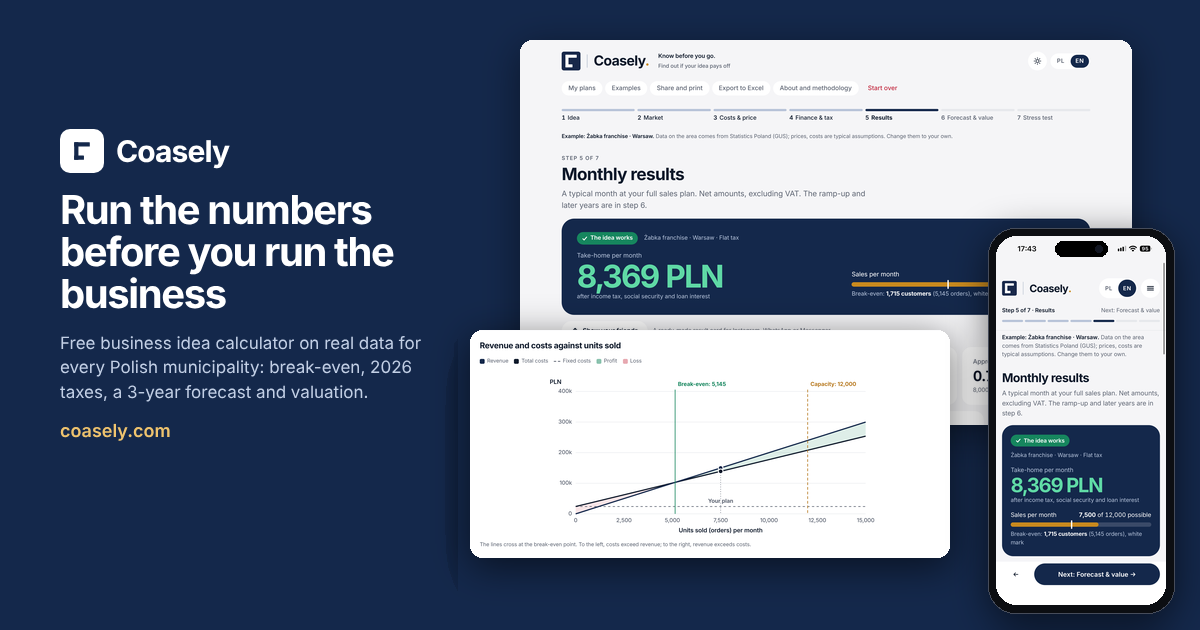 Coasely
Run the numbers
before you run the
business
Free business idea calculator on real data for
every Polish municipality: break-even, 2026
taxes, a 3-year forecast and valuation.
coasely.com
Coasely.
Know before you go.
Find out if your idea pays off
PL EN
My plans Examples Share and print Export to Excel About and methodology Start over
1 Idea 2 Market 3 Costs & price 4 Finance & tax 5 Results 6 Forecast & value 7 Stress test
Example: Żabka franchise · Warsaw. Data on the area comes from Statistics Poland (GUS); prices, costs are typical assumptions. Change them to your own.
STEP 5 OF 7
Monthly results
A typical month at your full sales plan. Net amounts, excluding VAT. The ramp-up and
later years are in step 6.
The idea works Żabka franchise · Warsaw · Flat tax
Take-home per month
8,369 PLN
after income tax, social security and loan interest
Sales per month
Break-even: 1,715 customers (5,145 orders), white
Revenue and costs against units sold
Revenue Total costs Fixed costs Profit Loss
PLN
Break-even: 5,145 Capacity: 12,000
400k
300k
200k
100k
0
Your plan
0 2,500 5,000 7,500 10,000 12,500 15,000
Units sold (orders) per month
The lines cross at the break-even point. To the left, costs exceed revenue; to the right, revenue exceeds costs.
17:43
Coasely.
PL EN
Step 5 of 7 · Results Next: Forecast & value
Example: Żabka franchise · Warsaw. Data on the
area comes from Statistics Poland (GUS); prices, costs are
typical assumptions. Change them to your own.
Monthly results
A typical month at your full sales plan. Net amounts,
excluding VAT. The ramp-up and later years are in
step 6.
The idea works
Żabka franchise · Warsaw · Flat tax
Take-home per month
8,369 PLN
after income tax, social security and loan interest
Sales per month 7,500 of 12,000 possible
Break-even: 1,715 customers (5,145 orders), white
mark
← Next: Forecast & value →